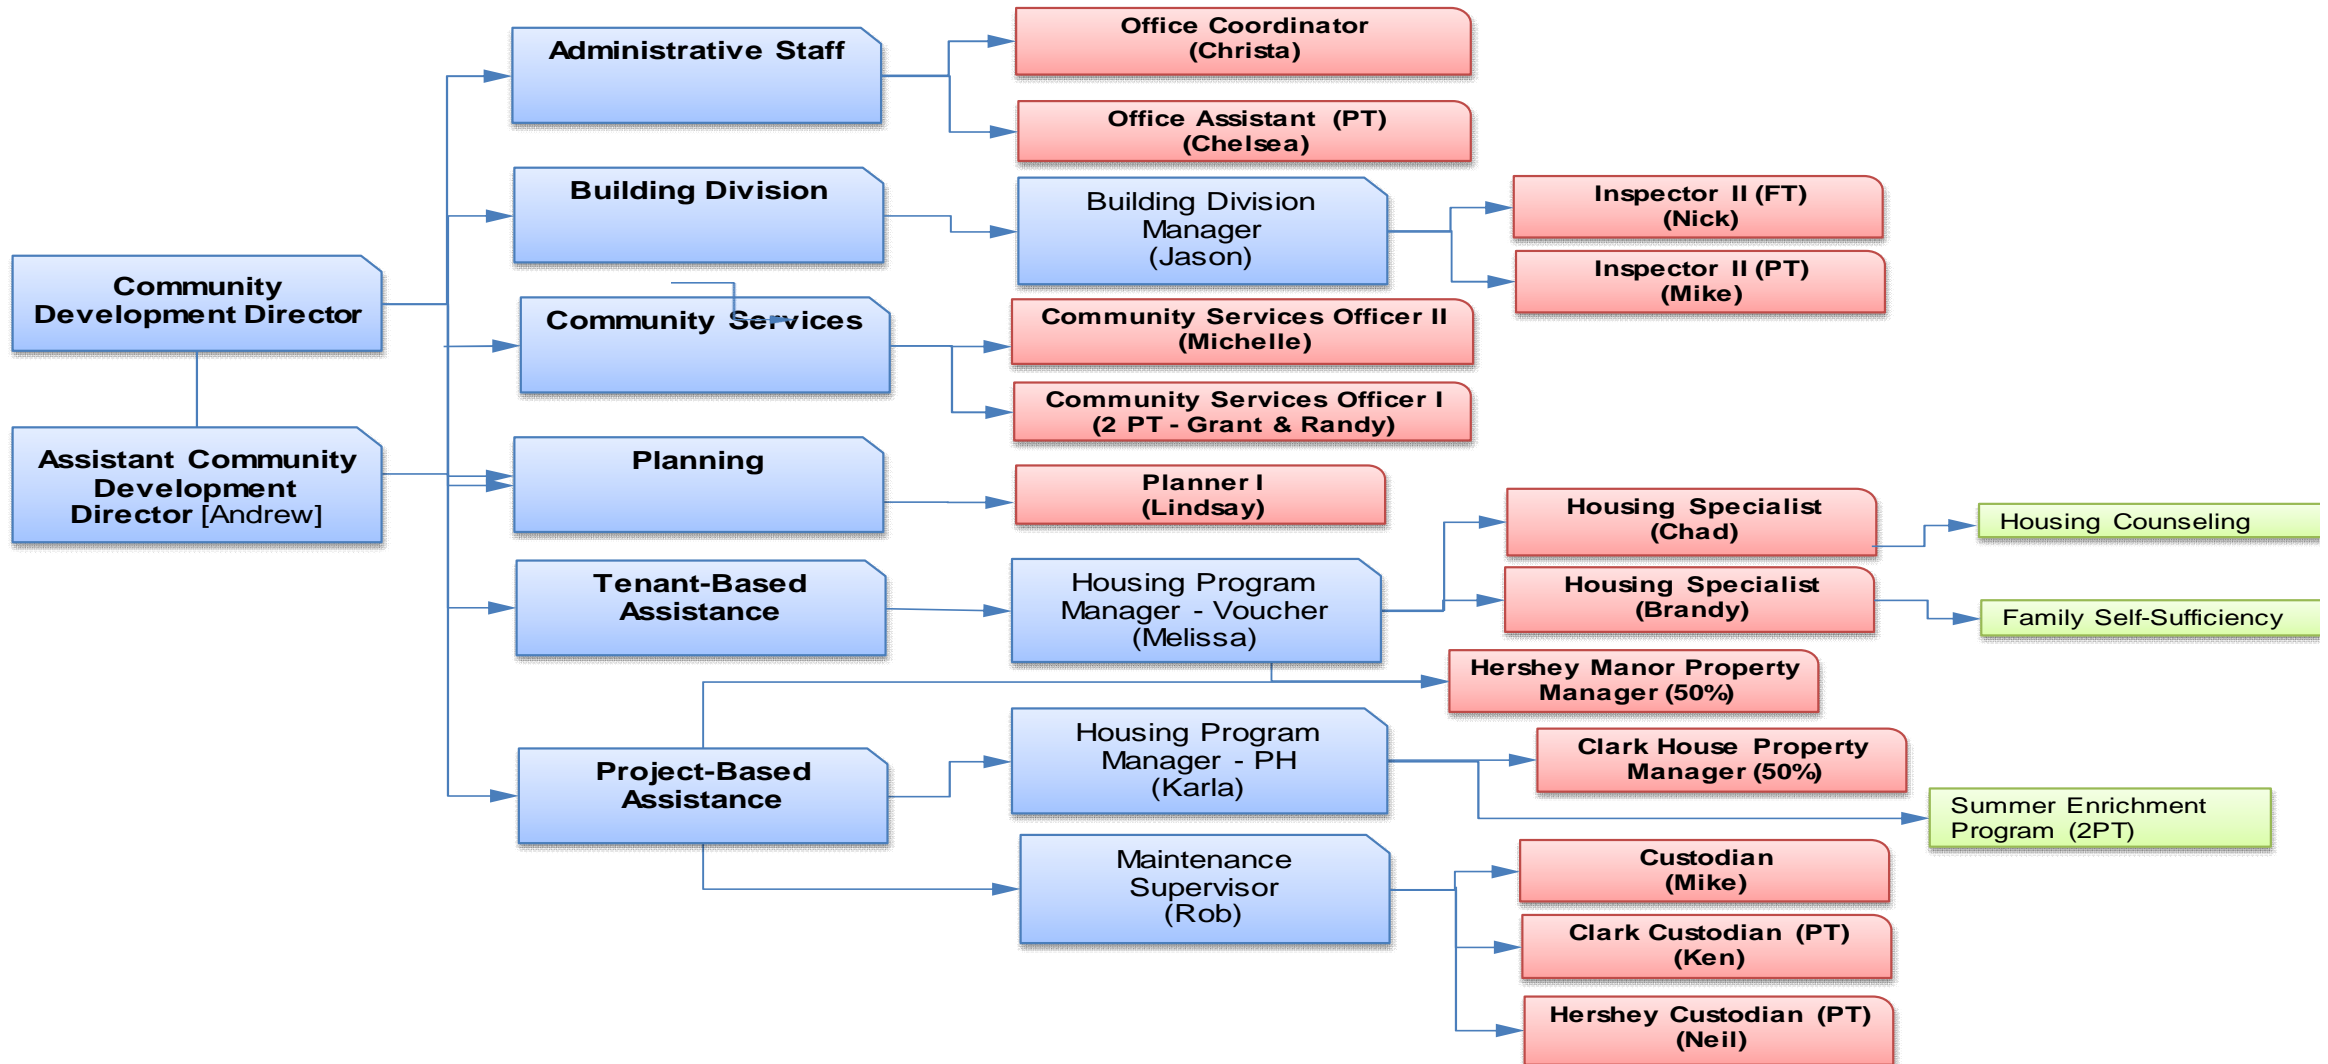 Community
Development Director
Assistant Community
Development
Director [Andrew]
Administrative Staff
Office Coordinator
(Christa)
Office Assistant (PT)
(Chelsea)
Building Division
Building Division
Manager
(Jason)
Inspector II (FT)
(Nick)
Inspector II (PT)
(Mike)
Community Services
Community Services Officer II
(Michelle)
Community Services Officer I
(2 PT - Grant & Randy)
Planning
Planner I
(Lindsay)
Tenant-Based
Assistance
Housing Program
Manager - Voucher
(Melissa)
Housing Specialist
(Chad)
Housing Counseling
Housing Specialist
(Brandy)
Family Self-Sufficiency
Hershey Manor Property
Manager (50%)
Project-Based
Assistance
Housing Program
Manager - PH
(Karla)
Clark House Property
Manager (50%)
Summer Enrichment
Program (2PT)
Maintenance
Supervisor
(Rob)
Custodian
(Mike)
Clark Custodian (PT)
(Ken)
Hershey Custodian (PT)
(Neil)